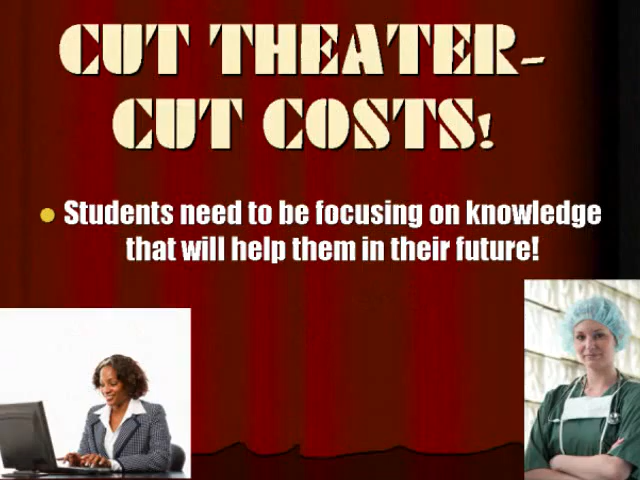 CUT THEATER-
CUT COSTS!
Students need to be focusing on knowledge
that will help them in their future!